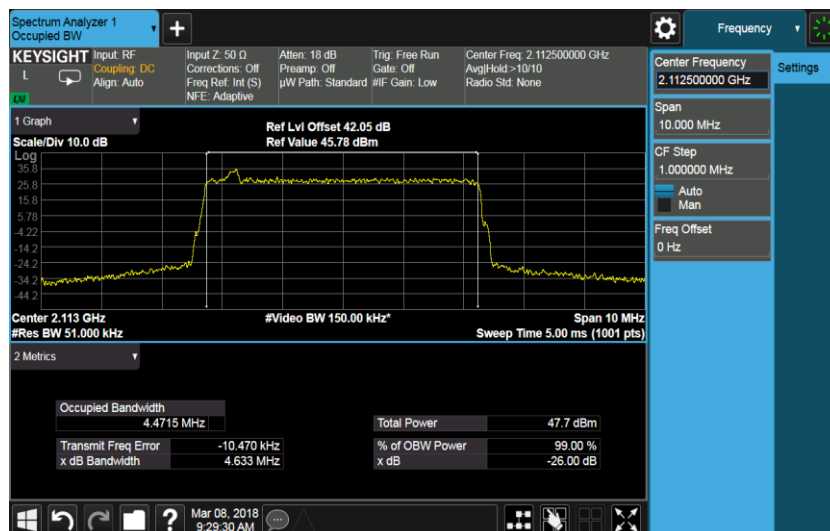 Spectrum Analyzer 1
Occupied BW
Frequency
KEYSIGHT
L
LXI
Input: RF
Coupling: DC
Align: Auto
Input Z: 50 Ω
Corrections: Off
Freq Ref: Int (S)
NFE: Adaptive
Atten: 18 dB
Preamp: Off
µW Path: Standard
Trig: Free Run
Gate: Off
#IF Gain: Low
Center Freq: 2.112500000 GHz
Avg|Hold:>10/10
Radio Std: None
Center Frequency
2.112500000 GHz
Settings
Span
10.000 MHz
CF Step
1.000000 MHz
Auto
Man
Freq Offset
0 Hz
1 Graph
Scale/Div 10.0 dB
Ref Lvl Offset 42.05 dB
Ref Value 45.78 dBm
Log
35.8
25.8
15.8
5.78
-4.22
-14.2
-24.2
-34.2
-44.2
Center 2.113 GHz
#Video BW 150.00 kHz*
Span 10 MHz
#Res BW 51.000 kHz
Sweep Time 5.00 ms (1001 pts)
2 Metrics
Occupied Bandwidth
4.4715 MHz
Total Power 47.7 dBm
Transmit Freq Error -10.470 kHz
% of OBW Power 99.00 %
x dB Bandwidth 4.633 MHz
x dB -26.00 dB
?
Mar 08, 2018
9:29:30 AM